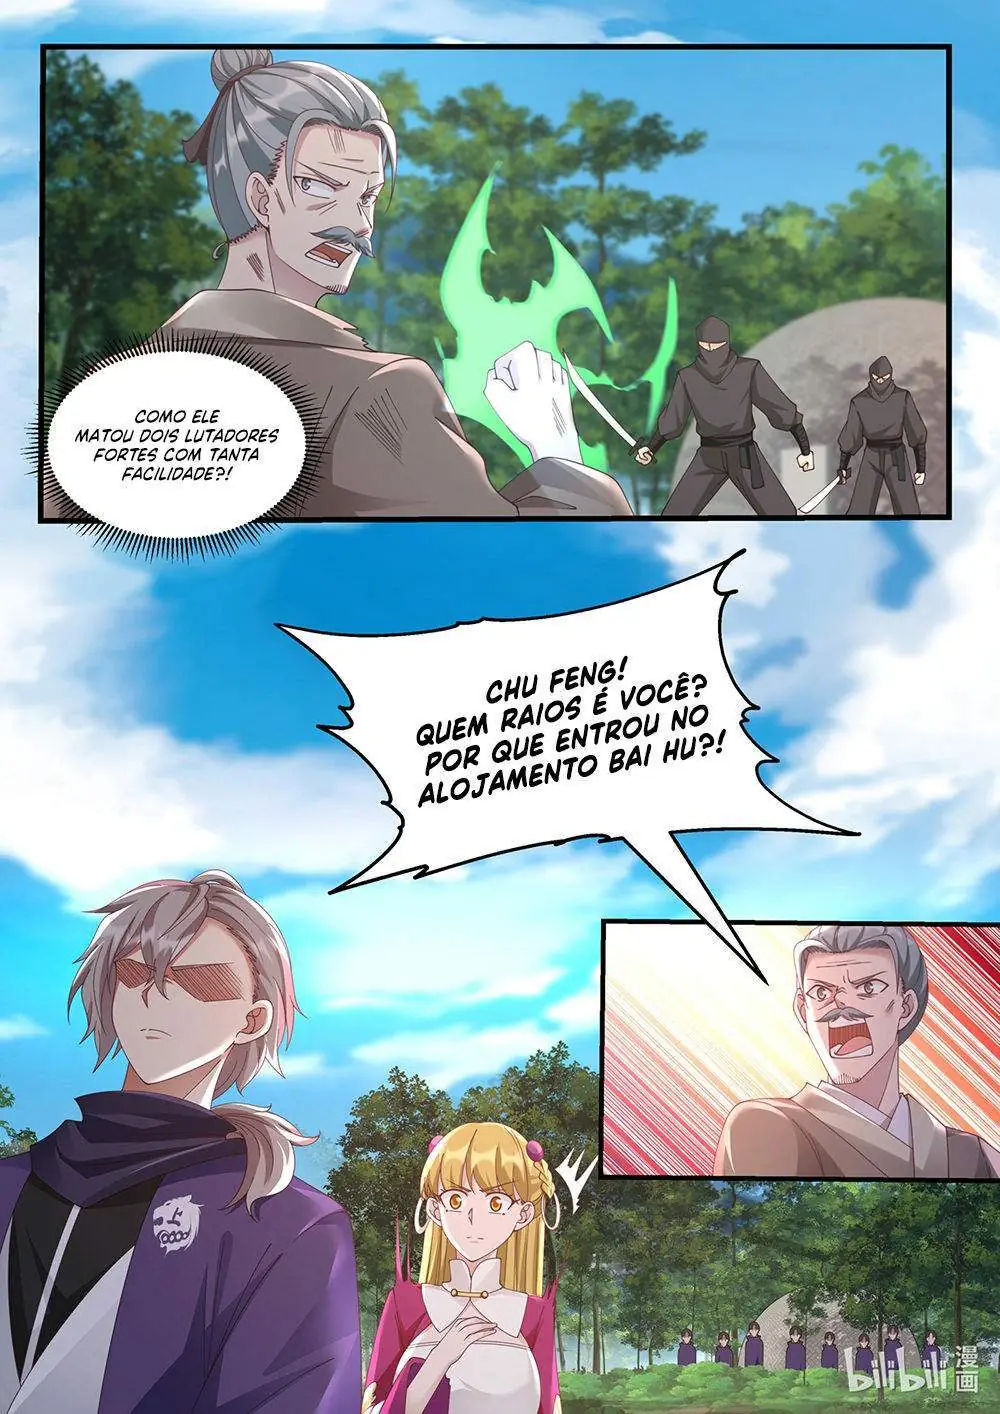 COMO ELE
MATOU DOIS LUTADORES
FORTES COM TANTA
FACILIDADE?!
CHU FENG!
QUEM RAIOS É VOCÊ?
POR QUE ENTROU NO
ALOJAMENTO BAI HU?!
bilibili 漫画